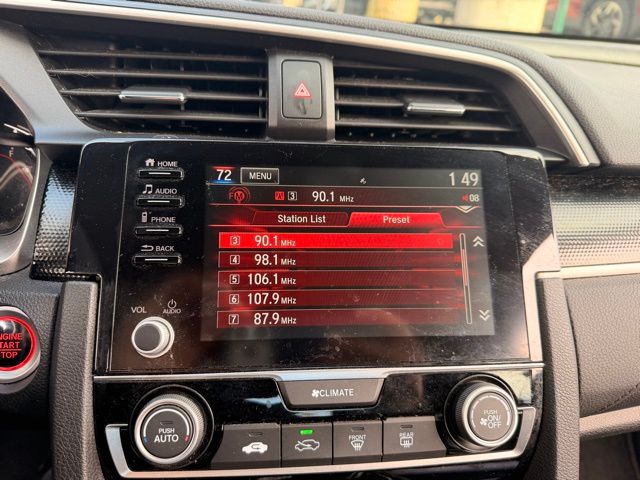 HOME
AUDIO
PHONE
BACK
VOL
AUDIO
72 MENU 1 49
FM 3 90.1 MHz 08
Station List Preset
3 90.1 MHz
4 98.1 MHz
5 106.1 MHz
6 107.9 MHz
7 87.9 MHz
ENGINE
START
STOP
CLIMATE
PUSH
AUTO
FRONT
REAR
PUSH
ON/
OFF